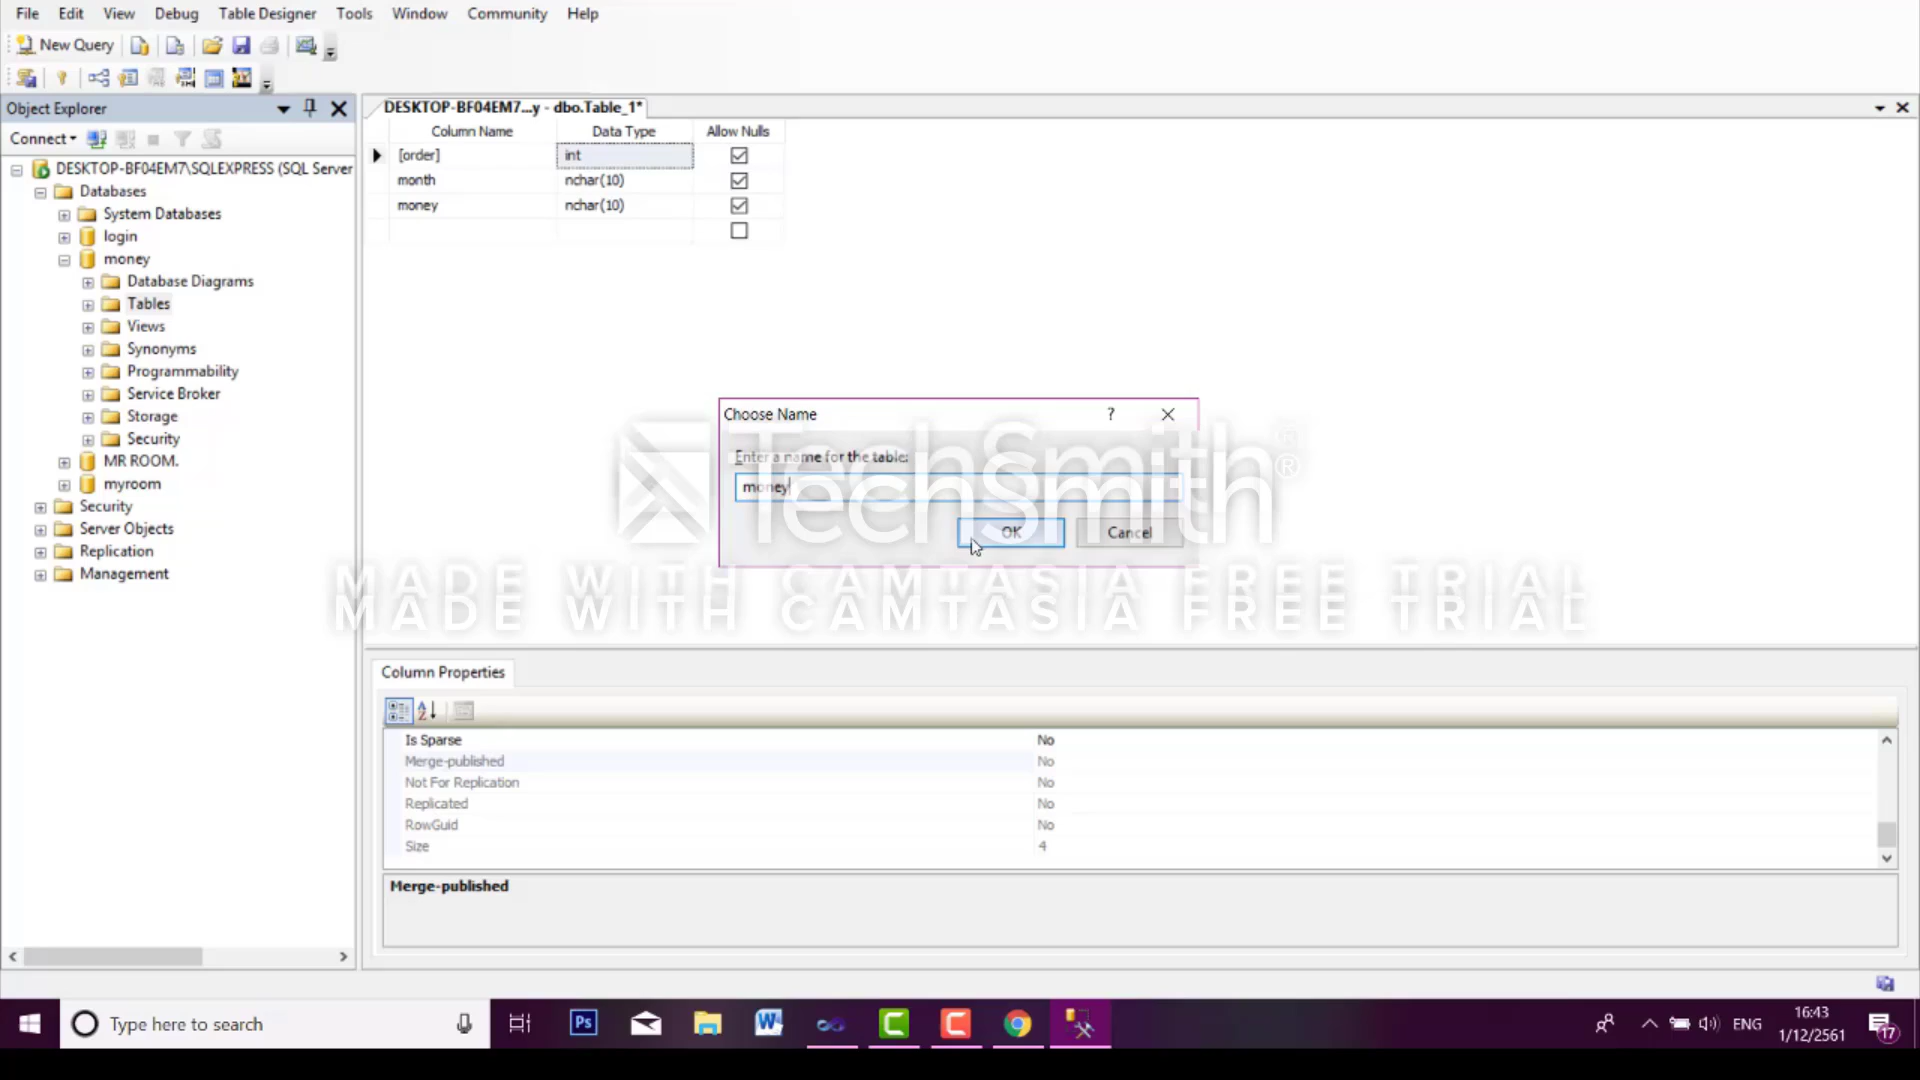 File Edit View Debug Table Designer Tools Window Community Help
New Query
Object Explorer
Connect
DESKTOP-BF04EM7\SQLEXPRESS (SQL Server
Databases
System Databases
login
money
Database Diagrams
Tables
Views
Synonyms
Programmability
Service Broker
Storage
Security
MR ROOM.
myroom
Security
Server Objects
Replication
Management
DESKTOP-BF04EM7...y - dbo.Table_1*
Column Name Data Type Allow Nulls
[order] int
month nchar(10)
money nchar(10)
Choose Name ?
Enter a name for the table:
money
OK Cancel
TechSmith®
MADE WITH CAMTASIA FREE TRIAL
MADE WITH CAMTASIA FREE TRIAL
Column Properties
Is Sparse No
Merge-published No
Not For Replication No
Replicated No
RowGuid No
Size 4
Merge-published
Type here to search
Ps
W
ENG
16:43
1/12/2561
17